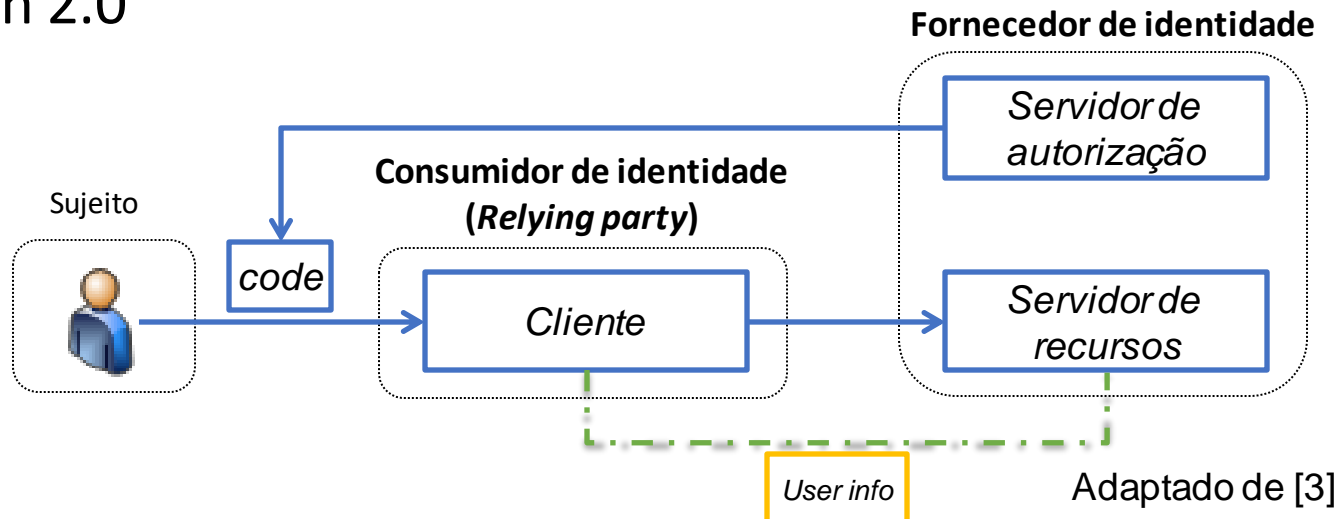 n 2.0
Fornecedor de identidade
Servidor de
autorização
Consumidor de identidade
(Relying party)
Sujeito
code
Cliente
Servidor de
recursos
User info
Adaptado de [3]